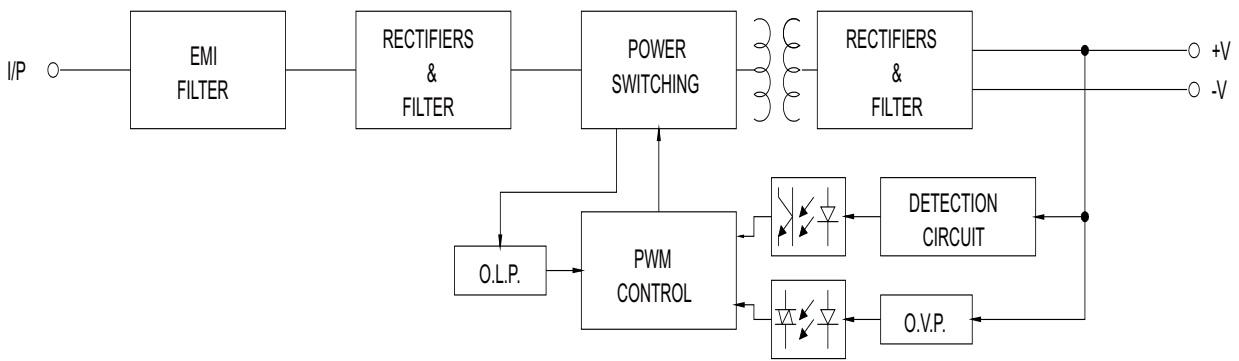 I/P
EMI
FILTER
RECTIFIERS
&
FILTER
POWER
SWITCHING
RECTIFIERS
&
FILTER
+V
-V
DETECTION
CIRCUIT
O.L.P.
PWM
CONTROL
O.V.P.